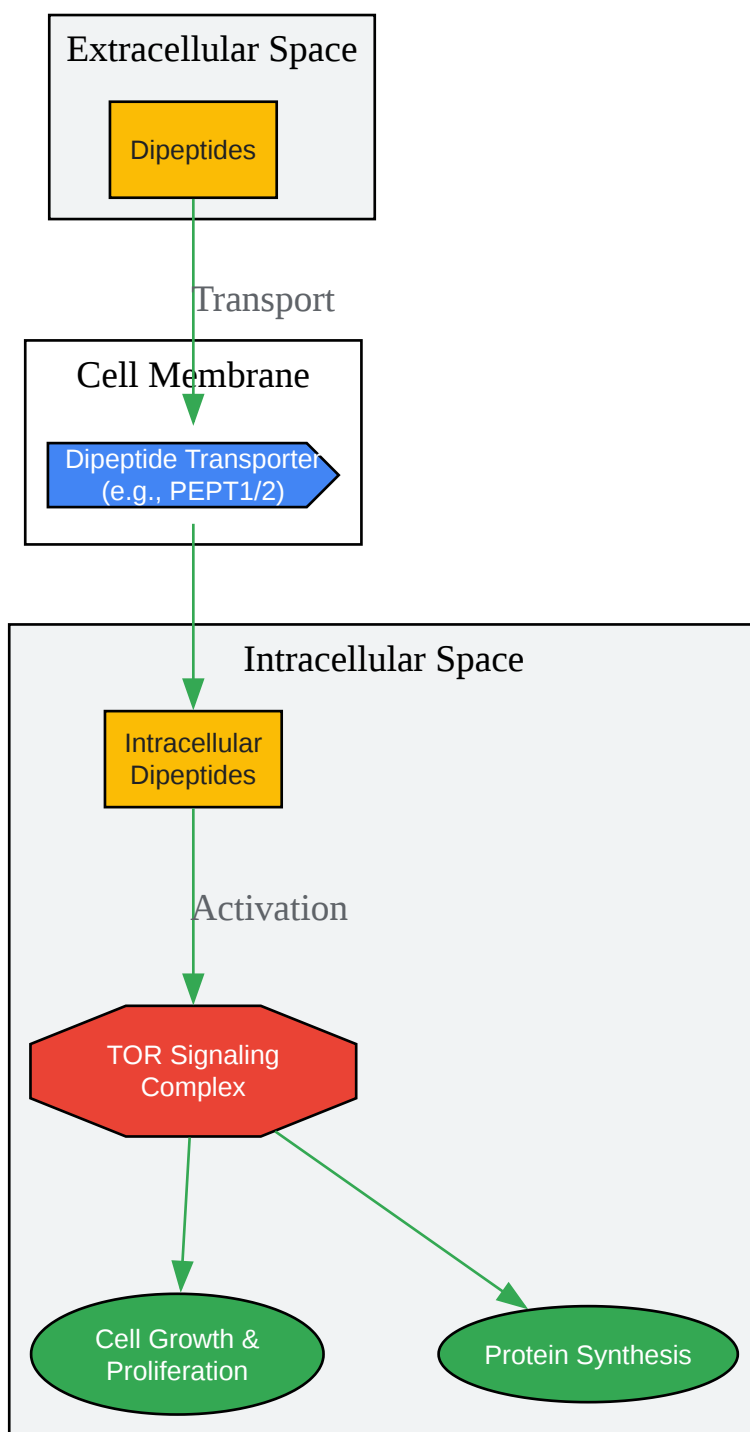 Extracellular Space
Dipeptides
Transport
Cell Membrane
Dipeptide Transporter
(e.g., PEPT1/2)
Intracellular Space
Intracellular
Dipeptides
Activation
TOR Signaling
Complex
Cell Growth &
Proliferation
Protein Synthesis